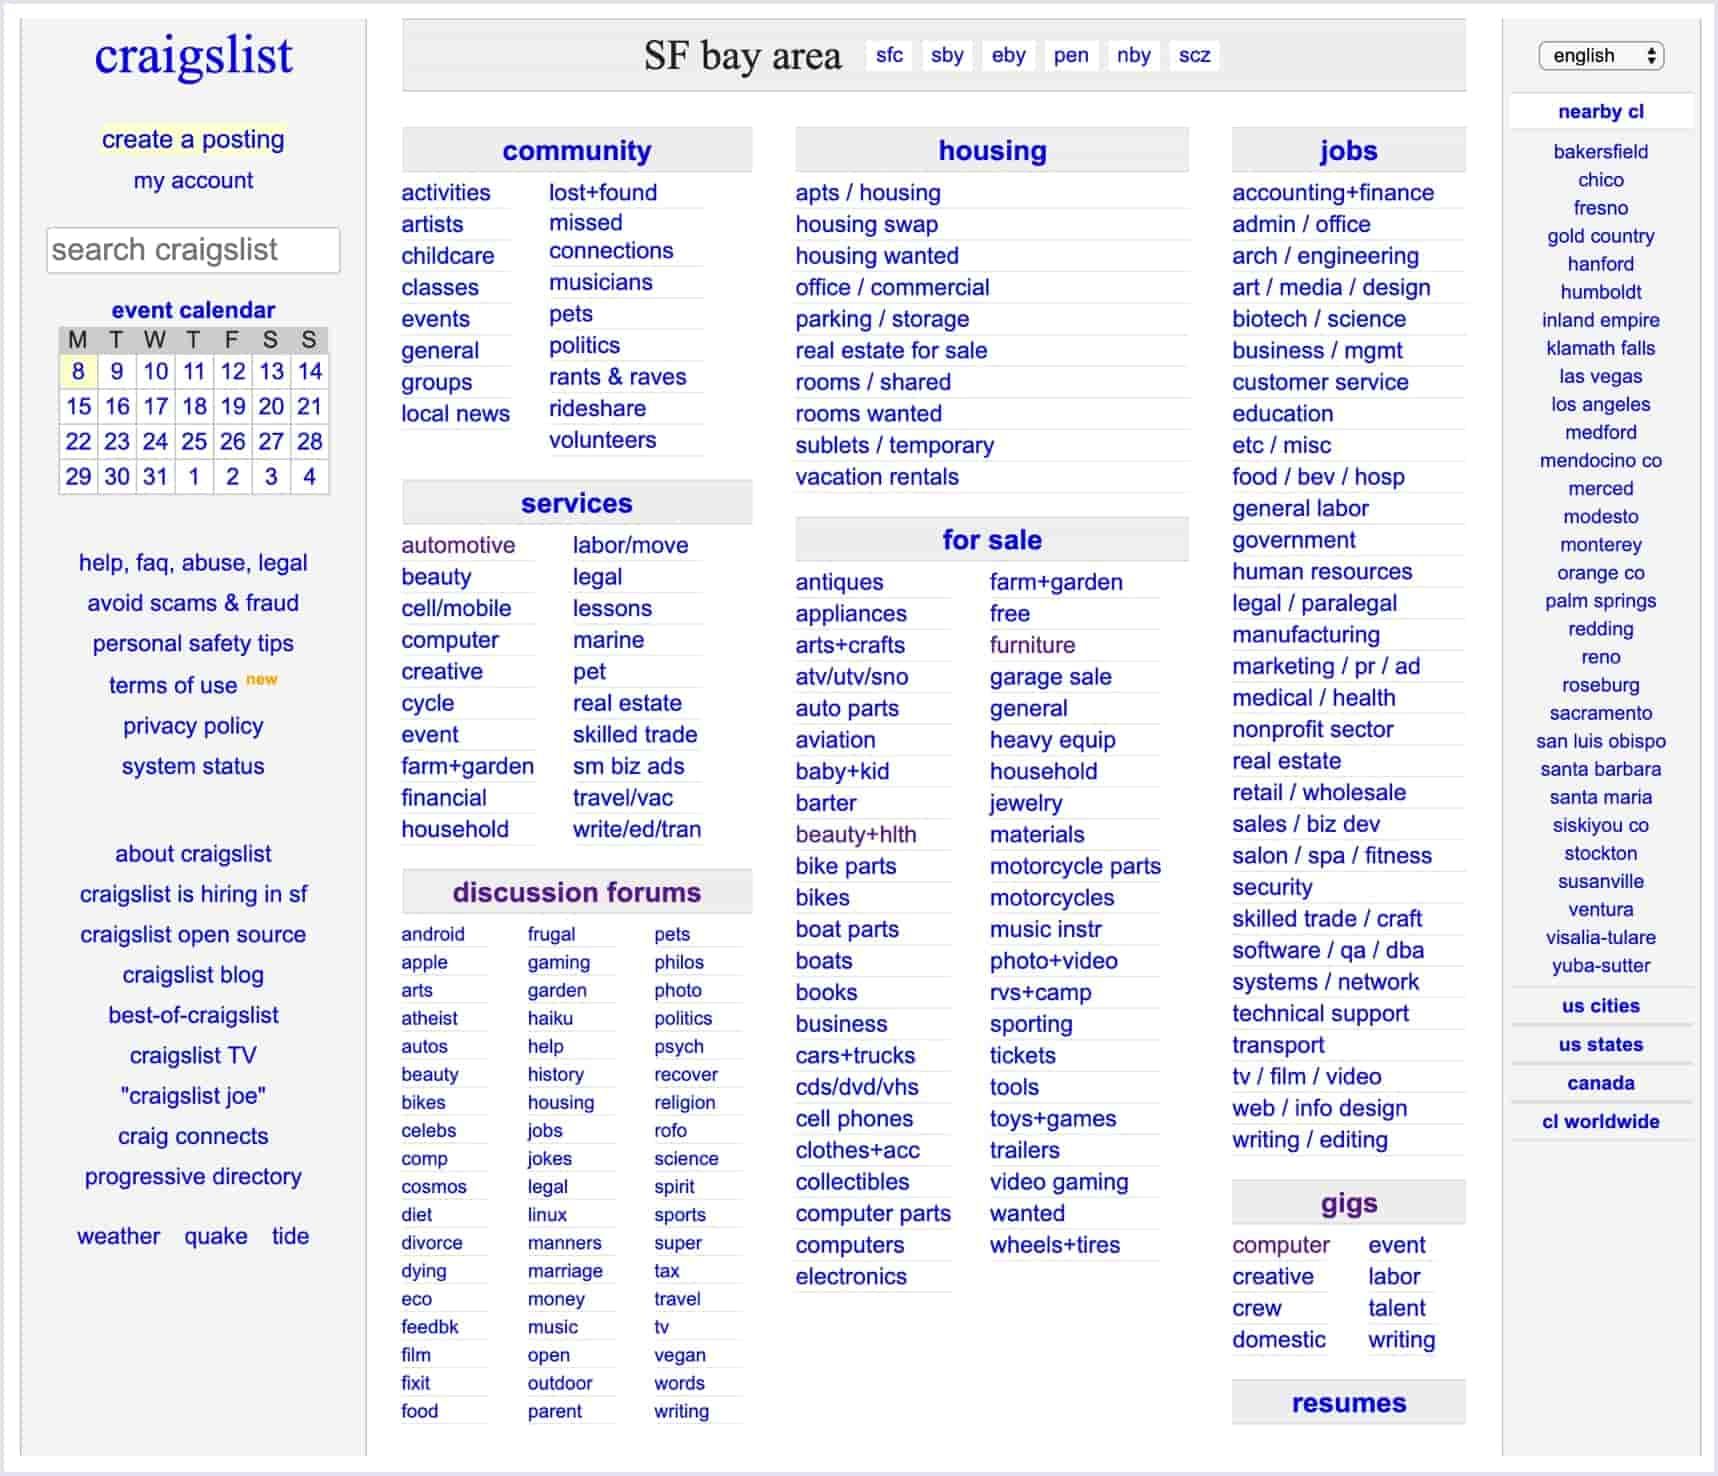 craigslist
create a posting
my account
search craigslist
event calendar
M T W T F S S
8 9 10 11 12 13 14
15 16 17 18 19 20 21
22 23 24 25 26 27 28
29 30 31 1 2 3 4
help, faq, abuse, legal
avoid scams & fraud
personal safety tips
terms of use new
privacy policy
system status
about craigslist
craigslist is hiring in sf
craigslist open source
craigslist blog
best-of-craigslist
craigslist TV
"craigslist joe"
craig connects
progressive directory
weather quake tide
SF bay area sfc sby eby pen nby scz
community
activities
artists
childcare
classes
events
general
groups
local news
lost+found
missed
connections
musicians
pets
politics
rants & raves
rideshare
volunteers
services
automotive
beauty
cell/mobile
computer
creative
cycle
event
farm+garden
financial
household
labor/move
legal
lessons
marine
pet
real estate
skilled trade
sm biz ads
travel/vac
write/ed/tran
discussion forums
android
apple
arts
atheist
autos
beauty
bikes
celebs
comp
cosmos
diet
divorce
dying
eco
feedbk
film
fixit
food
frugal
gaming
garden
haiku
help
history
housing
jobs
jokes
legal
linux
manners
marriage
money
music
open
outdoor
parent
pets
philos
photo
politics
psych
recover
religion
rofo
science
spirit
sports
super
tax
travel
tv
vegan
words
writing
housing
apts / housing
housing swap
housing wanted
office / commercial
parking / storage
real estate for sale
rooms / shared
rooms wanted
sublets / temporary
vacation rentals
for sale
antiques
appliances
arts+crafts
atv/utv/sno
auto parts
aviation
baby+kid
barter
beauty+hlth
bike parts
bikes
boat parts
boats
books
business
cars+trucks
cds/dvd/vhs
cell phones
clothes+acc
collectibles
computer parts
computers
electronics
farm+garden
free
furniture
garage sale
general
heavy equip
household
jewelry
materials
motorcycle parts
motorcycles
music instr
photo+video
rvs+camp
sporting
tickets
tools
toys+games
trailers
video gaming
wanted
wheels+tires
jobs
accounting+finance
admin / office
arch / engineering
art / media / design
biotech / science
business / mgmt
customer service
education
etc / misc
food / bev / hosp
general labor
government
human resources
legal / paralegal
manufacturing
marketing / pr / ad
medical / health
nonprofit sector
real estate
retail / wholesale
sales / biz dev
salon / spa / fitness
security
skilled trade / craft
software / qa / dba
systems / network
technical support
transport
tv / film / video
web / info design
writing / editing
gigs
computer
creative
crew
domestic
event
labor
talent
writing
resumes
english
nearby cl
bakersfield
chico
fresno
gold country
hanford
humboldt
inland empire
klamath falls
las vegas
los angeles
medford
mendocino co
merced
modesto
monterey
orange co
palm springs
redding
reno
roseburg
sacramento
san luis obispo
santa barbara
santa maria
siskiyou co
stockton
susanville
ventura
visalia-tulare
yuba-sutter
us cities
us states
canada
cl worldwide